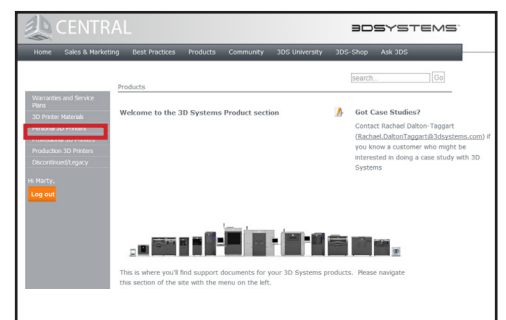 CENTRAL
3DSYSTEMS
Home Sales & Marketing Best Practices Products Community 3DS University 3DS-Shop Ask 3DS
search... Go
Products
Warranties and Service
Plans
3D Printer Materials
Personal 3D Printers
Professional 3D Printers
Production 3D Printers
Discontinued/Legacy
Hi Marty,
Log out
Welcome to the 3D Systems Product section
Got Case Studies?
Contact Rachael Dalton-Taggart
(Rachael.DaltonTaggart@3dsystems.com) if
you know a customer who might be
interested in doing a case study with 3D
Systems
This is where you'll find support documents for your 3D Systems products. Please navigate
this section of the site with the menu on the left.